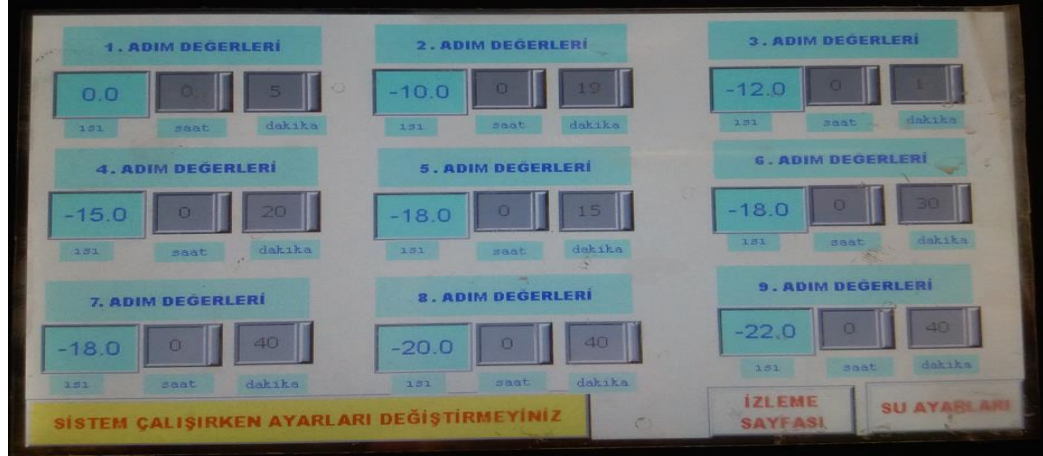 1. ADIM DEĞERLERİ
0.0 0 5
ısı saat dakika
2. ADIM DEĞERLERİ
-10.0 0 19
ısı saat dakika
3. ADIM DEĞERLERİ
-12.0 0 1
ısı saat dakika
4. ADIM DEĞERLERİ
-15.0 0 20
ısı saat dakika
5. ADIM DEĞERLERİ
-18.0 0 15
ısı saat dakika
6. ADIM DEĞERLERİ
-18.0 0 30
ısı saat dakika
7. ADIM DEĞERLERİ
-18.0 0 40
ısı saat dakika
8. ADIM DEĞERLERİ
-20.0 0 40
ısı saat dakika
9. ADIM DEĞERLERİ
-22.0 0 40
ısı saat dakika
SİSTEM ÇALIŞIRKEN AYARLARI DEĞİŞTİRMEYİNİZ
İZLEME
SAYFASI
SU AYARLARI